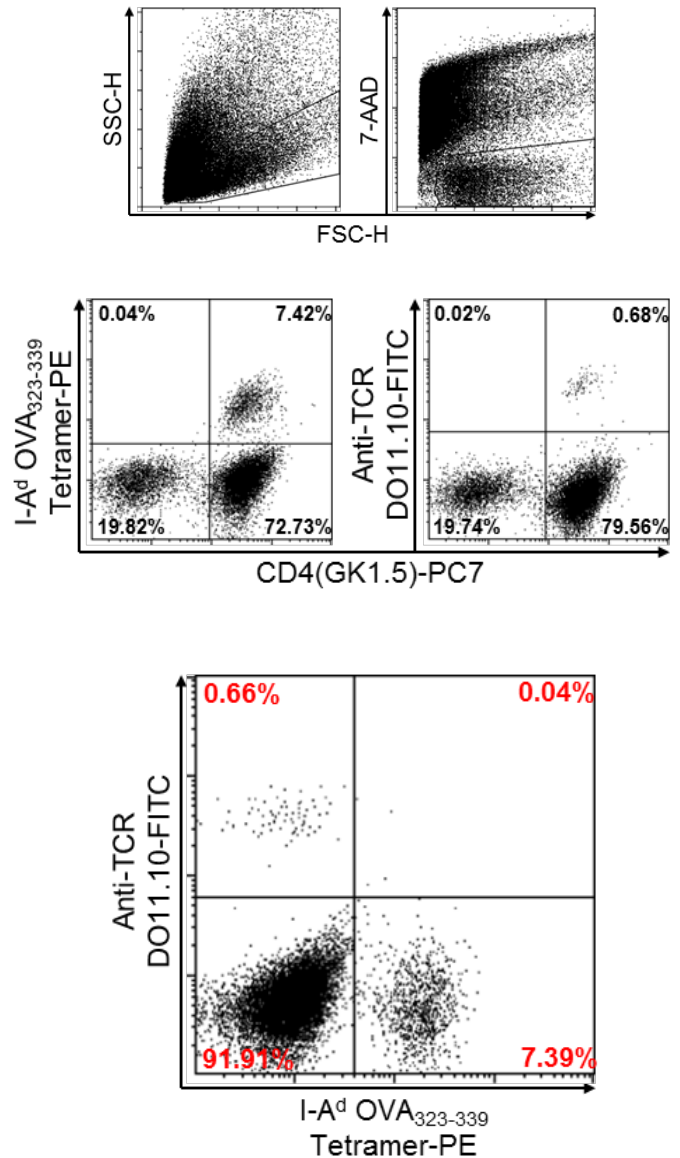 SSC-H
7-AAD
FSC-H
0.04%
7.42%
19.82%
72.73%
I-Aᵈ OVA₃₂₃₋₃₃₉
Tetramer-PE
0.02%
0.68%
19.74%
79.56%
Anti-TCR
DO11.10-FITC
CD4(GK1.5)-PC7
0.66%
0.04%
91.91%
7.39%
Anti-TCR
DO11.10-FITC
I-Aᵈ OVA₃₂₃₋₃₃₉
Tetramer-PE